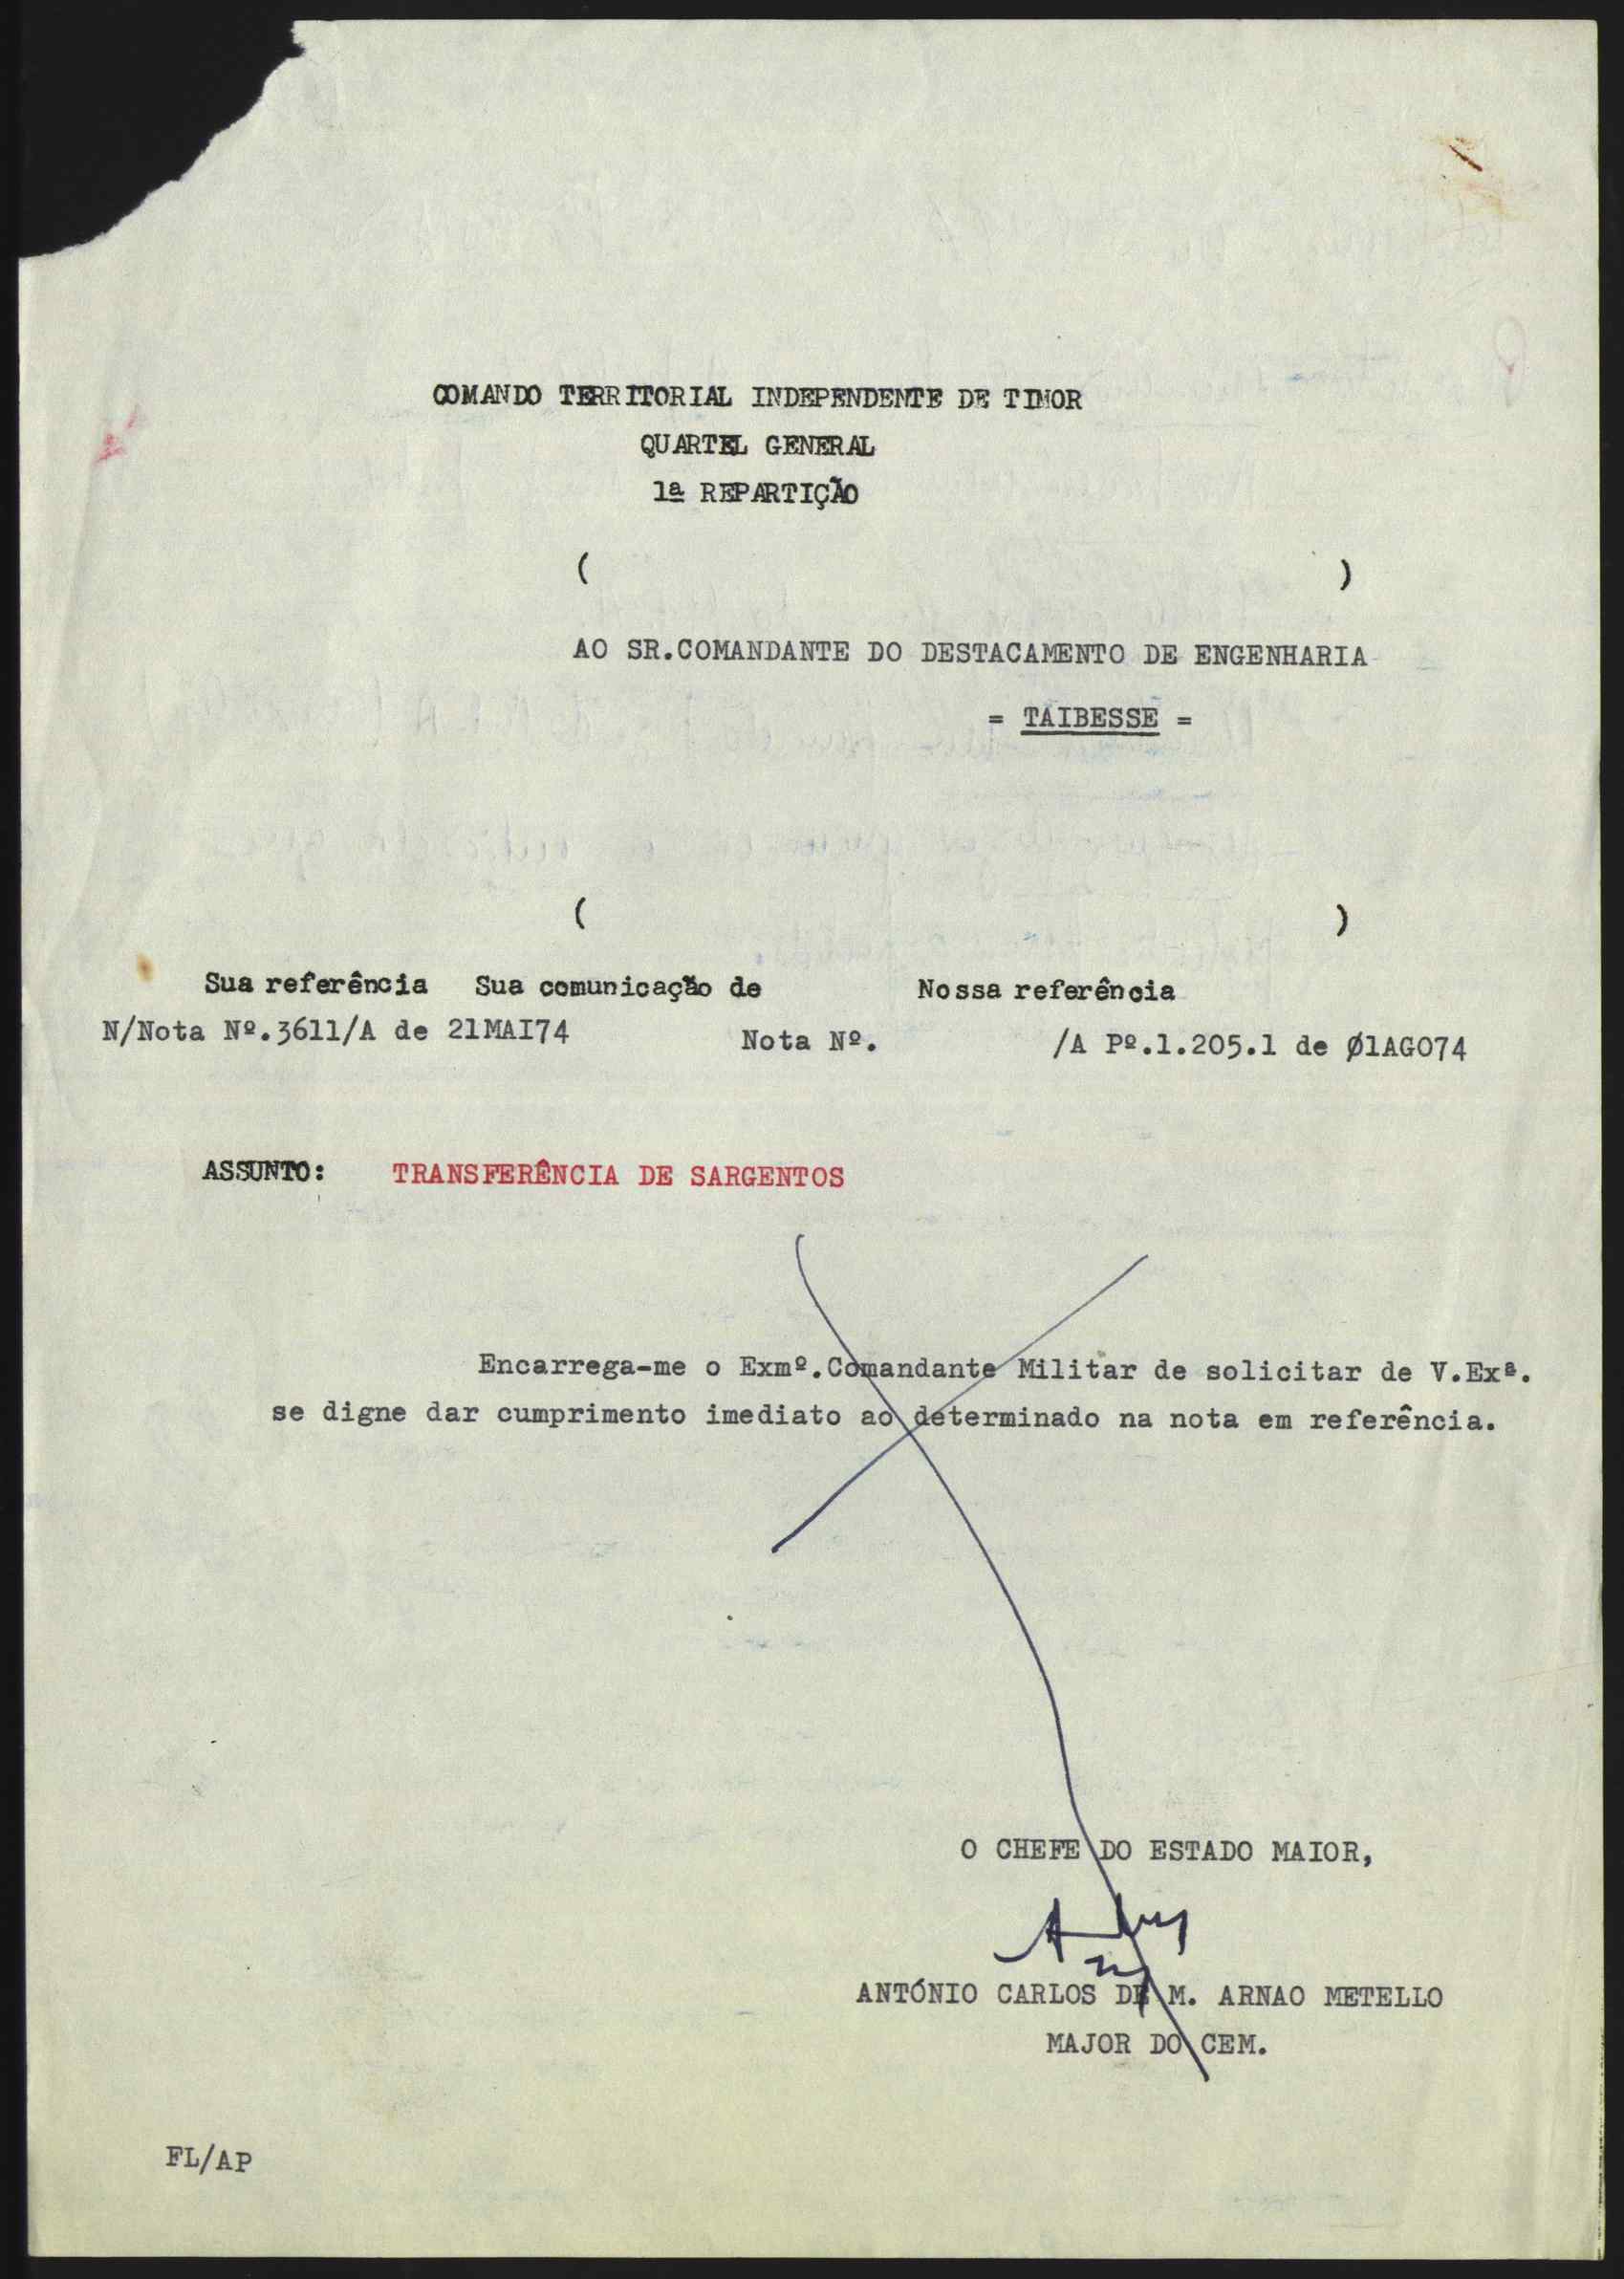 COMANDO TERRITORIAL INDEPENDENTE DE TIMOR
QUARTEL GENERAL
1ª REPARTIÇÃO
( )
AO SR.COMANDANTE DO DESTACAMENTO DE ENGENHARIA
= TAIBESSE =
( )
Sua referência Sua comunicação de Nossa referência
N/Nota Nº.3611/A de 21MAI74 Nota Nº. /A Pº.1.205.1 de Ø1AGO74
ASSUNTO: TRANSFERÊNCIA DE SARGENTOS
Encarrega-me o Exmº.Comandante Militar de solicitar de V.Exª.
se digne dar cumprimento imediato ao determinado na nota em referência.
O CHEFE DO ESTADO MAIOR,
ANTÓNIO CARLOS DE M. ARNAO METELLO
MAJOR DO CEM.
FL/AP